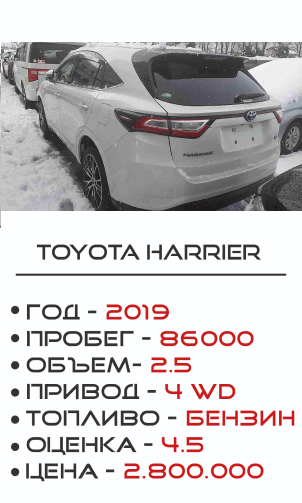 TOYOTA HARRIER
ГОД - 2019
ПРОБЕГ - 86000
ОБЪЕМ- 2.5
ПРИВОД - 4 WD
ТОПЛИВО - БЕНЗИН
ОЦЕНКА - 4.5
ЦЕНА - 2.800.000